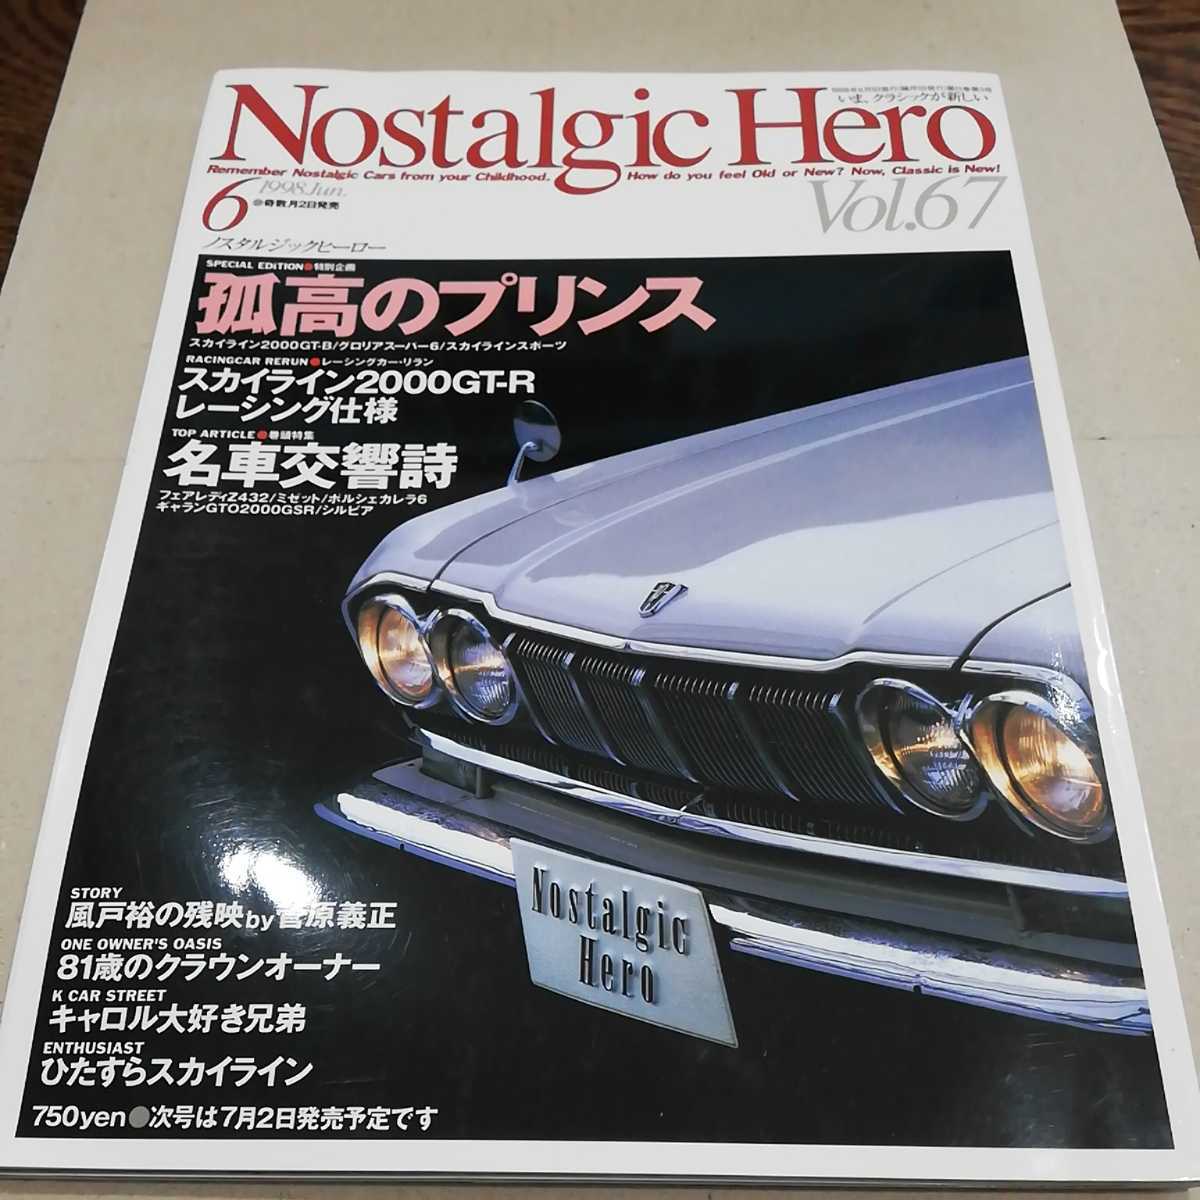 いま、クラシックが新しい
Nostalgic Hero
Remember Nostalgic Cars from your Childhood. How do you feel Old or New? Now, Classic is New!
6 1998.Jun.
●奇数月2日発売
Vol.67
ノスタルジックヒーロー
SPECIAL EDITION●特別企画
孤高のプリンス
スカイライン2000GT-B/グロリアスーパー6/スカイラインスポーツ
RACINGCAR RERUN●レーシングカー・リラン
スカイライン2000GT-R
レーシング仕様
TOP ARTICLE●巻頭特集
名車交響詩
フェアレディZ432/ミゼット/ポルシェカレラ6
ギャランGTO2000GSR/シルビア
Nostalgic
Hero
STORY
風戸裕の残映by菅原義正
ONE OWNER'S OASIS
81歳のクラウンオーナー
K CAR STREET
キャロル大好き兄弟
ENTHUSIAST
ひたすらスカイライン
750yen●次号は7月2日発売予定です